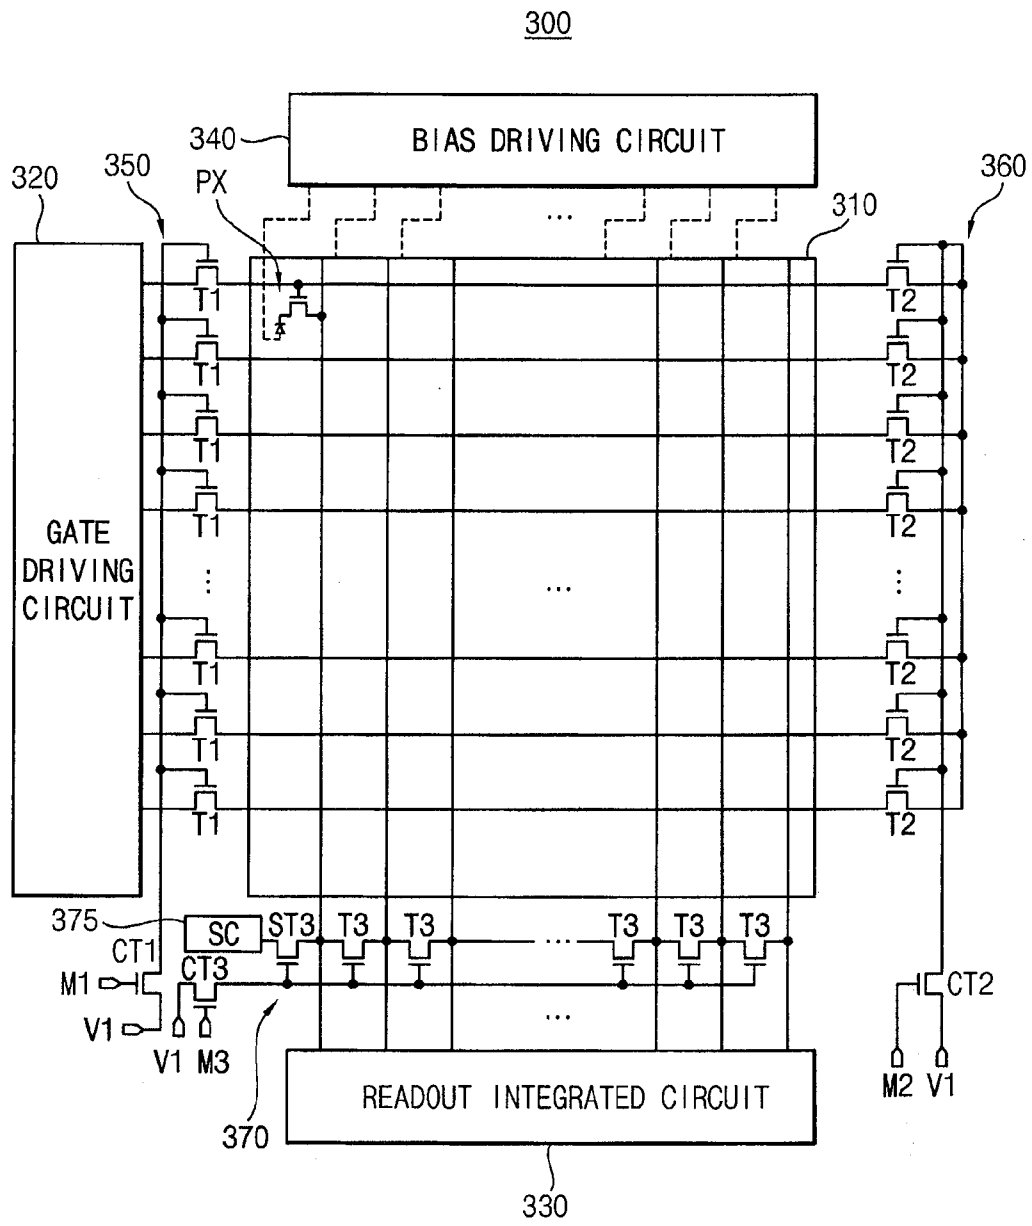 300
BIAS DRIVING CIRCUIT
340
350
360
320
PX
310
...
T1
T2
T1
T2
T1
T2
T1
T2
GATE
DRIVING
CIRCUIT
...
...
...
T1
T2
T1
T2
T1
T2
375
SC
ST3
T3
T3
...
T3
T3
T3
CT1
CT3
M1
CT2
V1
V1
M3
...
M2
V1
370
READOUT INTEGRATED CIRCUIT
330